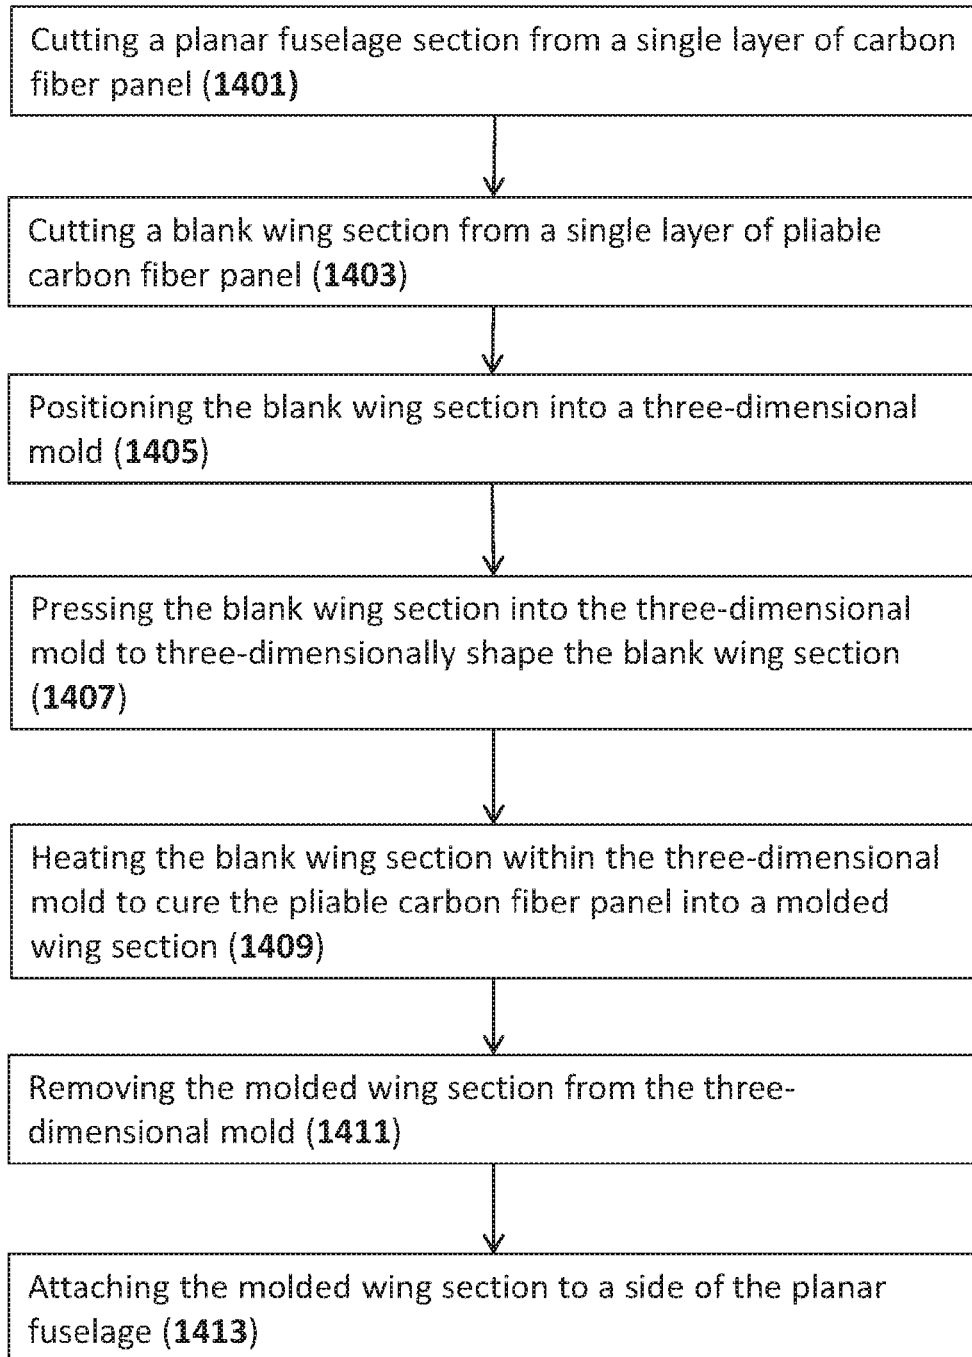 Cutting a planar fuselage section from a single layer of carbon
fiber panel (1401)
Cutting a blank wing section from a single layer of pliable
carbon fiber panel (1403)
Positioning the blank wing section into a three-dimensional
mold (1405)
Pressing the blank wing section into the three-dimensional
mold to three-dimensionally shape the blank wing section
(1407)
Heating the blank wing section within the three-dimensional
mold to cure the pliable carbon fiber panel into a molded
wing section (1409)
Removing the molded wing section from the three-
dimensional mold (1411)
Attaching the molded wing section to a side of the planar
fuselage (1413)